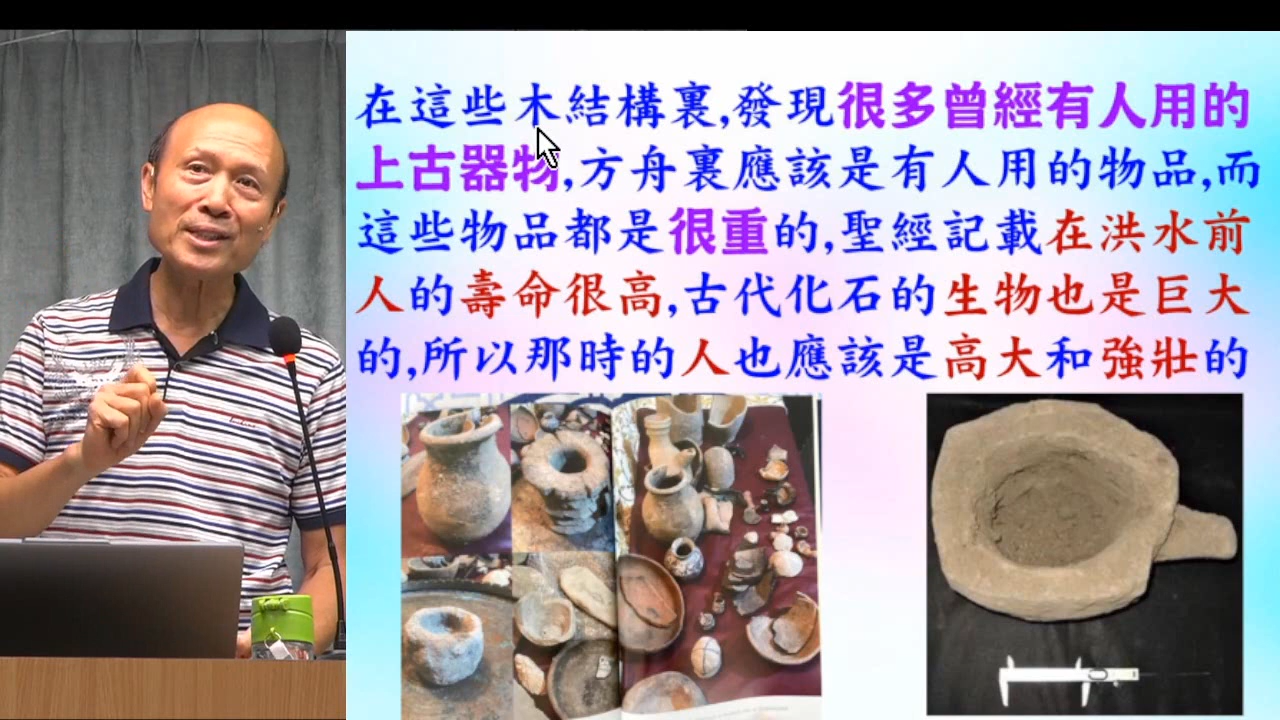 在這些木結構裏,發現很多曾經有人用的
上古器物,方舟裏應該是有人用的物品,而
這些物品都是很重的,聖經記載在洪水前
人的壽命很高,古代化石的生物也是巨大
的,所以那時的人也應該是高大和強壯的